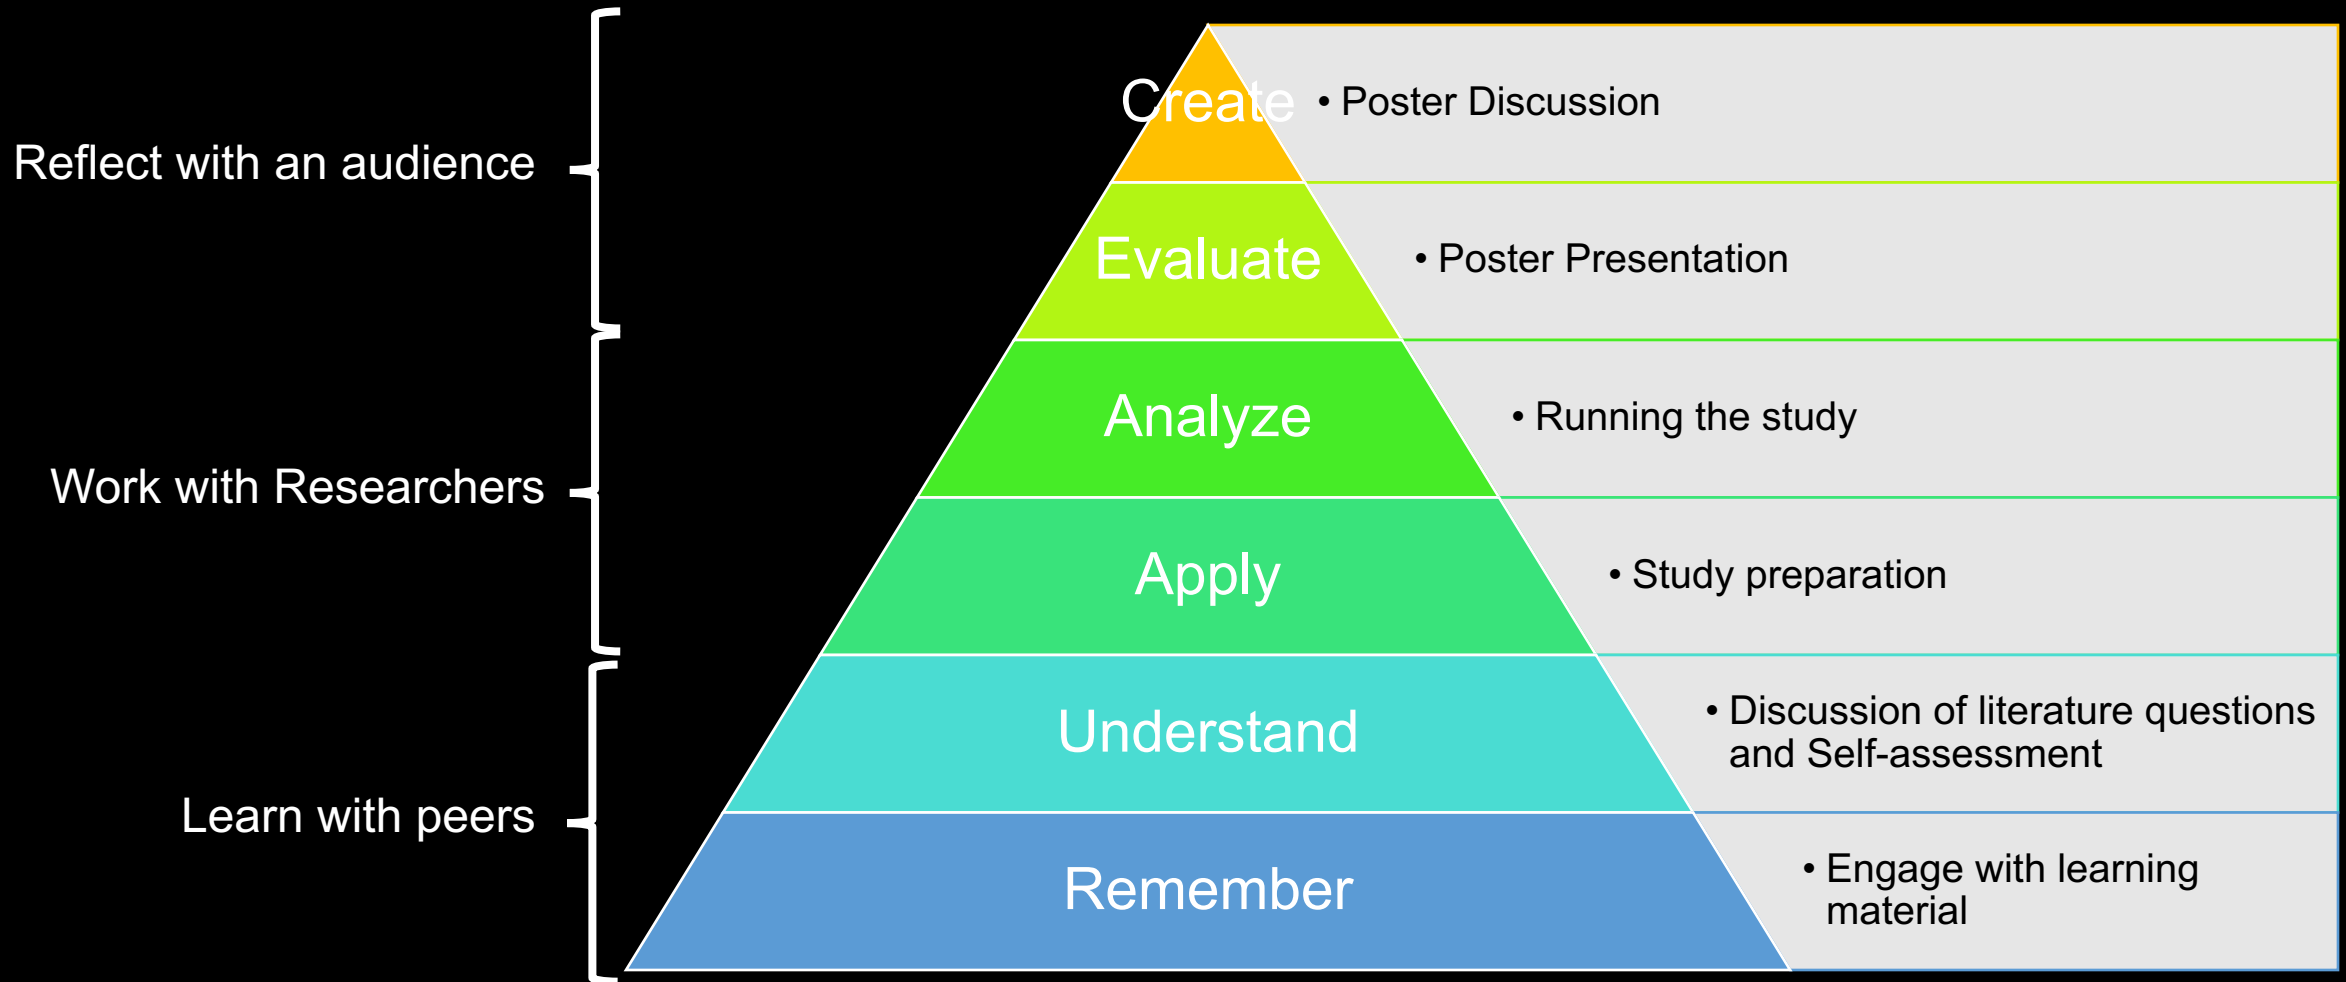 Create
• Poster Discussion
Reflect with an audience
Evaluate
• Poster Presentation
Analyze
• Running the study
Work with Researchers
Apply
• Study preparation
Understand
• Discussion of literature questions
and Self-assessment
Learn with peers
Remember
• Engage with learning
material